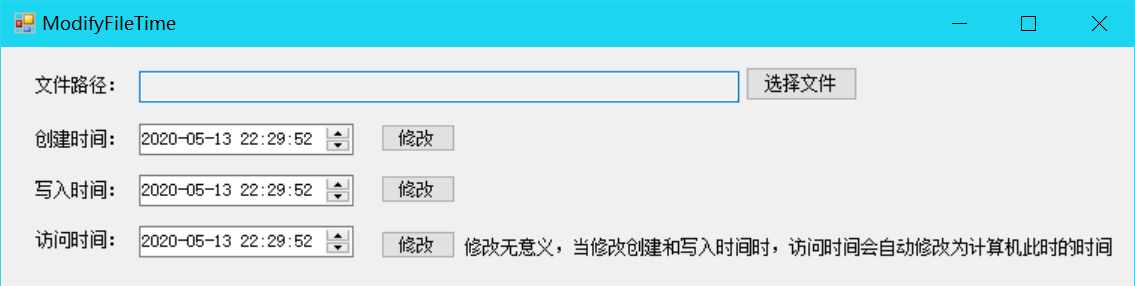 ModifyFileTime
文件路径： 选择文件
创建时间： 2020-05-13 22:29:52 修改
写入时间： 2020-05-13 22:29:52 修改
访问时间： 2020-05-13 22:29:52 修改 修改无意义，当修改创建和写入时间时，访问时间会自动修改为计算机此时的时间